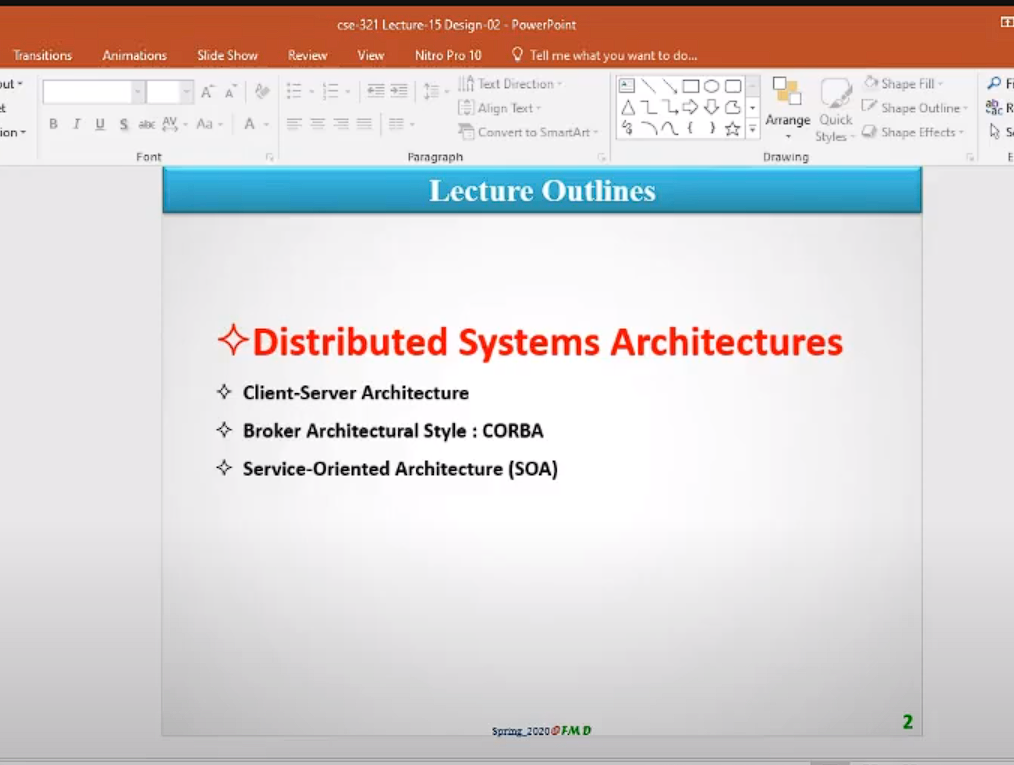 cse-321 Lecture-15 Design-02 - PowerPoint
Transitions Animations Slide Show Review View Nitro Pro 10 Tell me what you want to do...
Text Direction
Shape Fill
Align Text
Shape Outline
B I U S abc AV Aa A
Convert to SmartArt
Arrange Quick Styles
Shape Effects
Font Paragraph Drawing
Lecture Outlines
Distributed Systems Architectures
Client-Server Architecture
Broker Architectural Style : CORBA
Service-Oriented Architecture (SOA)
Spring_2020©FMD
2